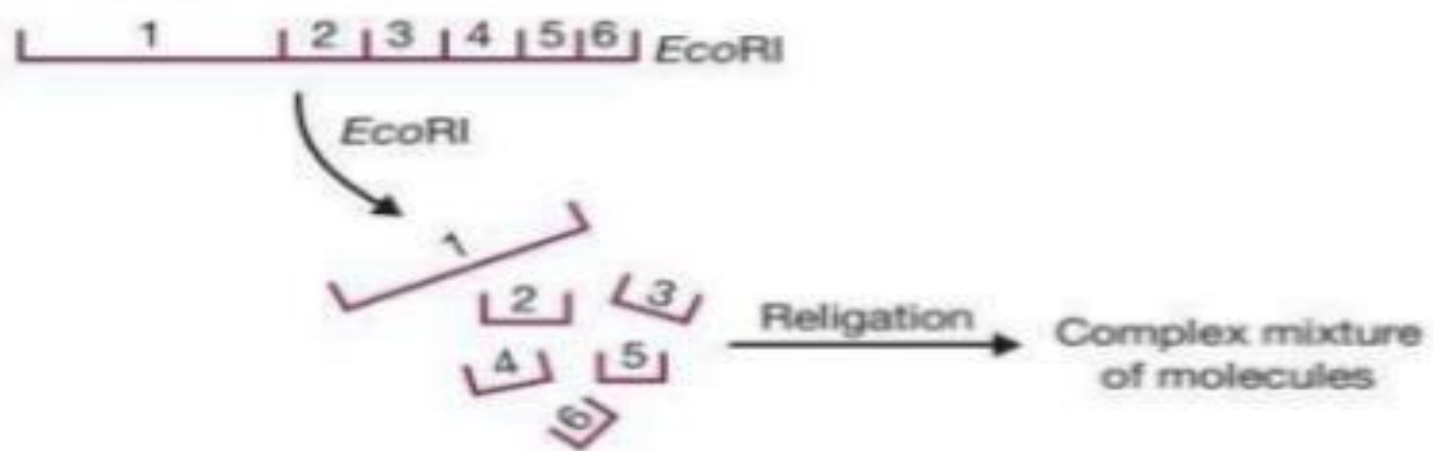 1 2 3 4 5 6 EcoRI
EcoRI
1
2 3
Religation
Complex mixture
of molecules
4 5
6